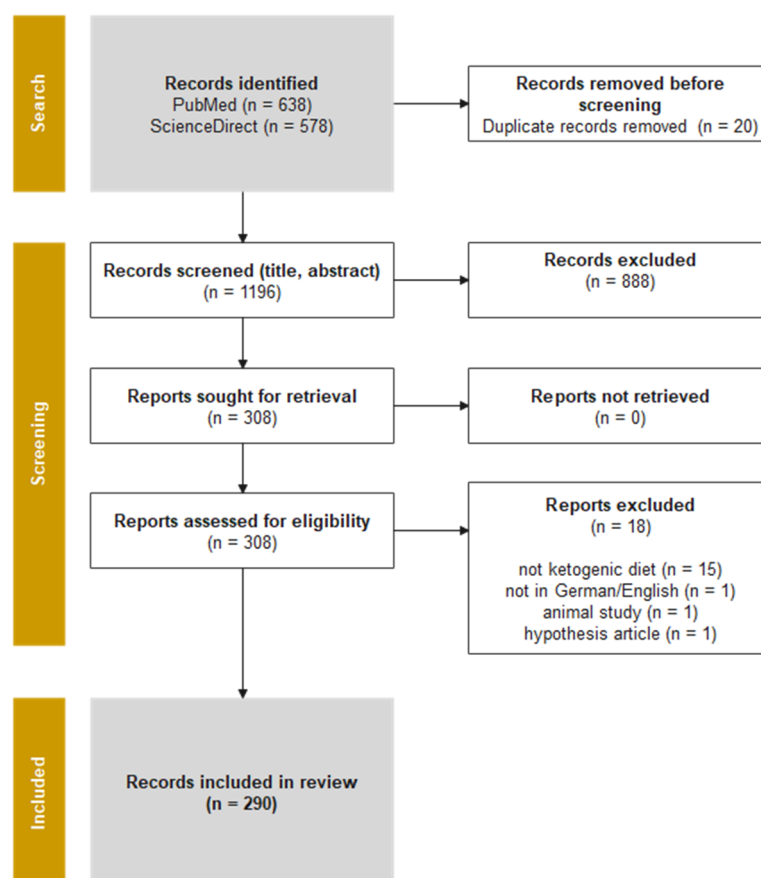 Search
Records identified
PubMed (n = 638)
ScienceDirect (n = 578)
Records removed before
screening
Duplicate records removed (n = 20)
Screening
Records screened (title, abstract)
(n = 1196)
Records excluded
(n = 888)
Reports sought for retrieval
(n = 308)
Reports not retrieved
(n = 0)
Reports assessed for eligibility
(n = 308)
Reports excluded
(n = 18)
not ketogenic diet (n = 15)
not in German/English (n = 1)
animal study (n = 1)
hypothesis article (n = 1)
Included
Records included in review
(n = 290)